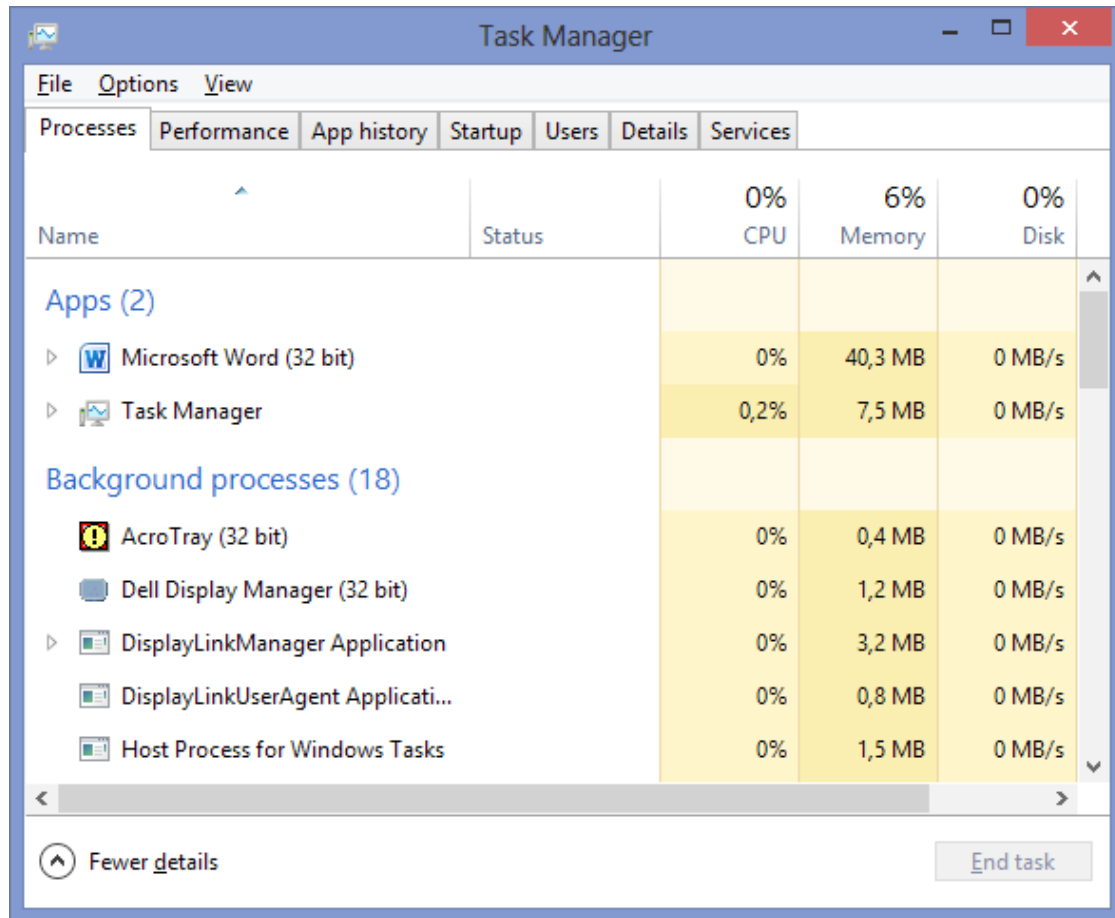 Task Manager
File Options View
Processes Performance App history Startup Users Details Services
0% 6% 0%
Name Status CPU Memory Disk
Apps (2)
Microsoft Word (32 bit) 0% 40,3 MB 0 MB/s
Task Manager 0,2% 7,5 MB 0 MB/s
Background processes (18)
AcroTray (32 bit) 0% 0,4 MB 0 MB/s
Dell Display Manager (32 bit) 0% 1,2 MB 0 MB/s
DisplayLinkManager Application 0% 3,2 MB 0 MB/s
DisplayLinkUserAgent Applicati... 0% 0,8 MB 0 MB/s
Host Process for Windows Tasks 0% 1,5 MB 0 MB/s
Fewer details End task